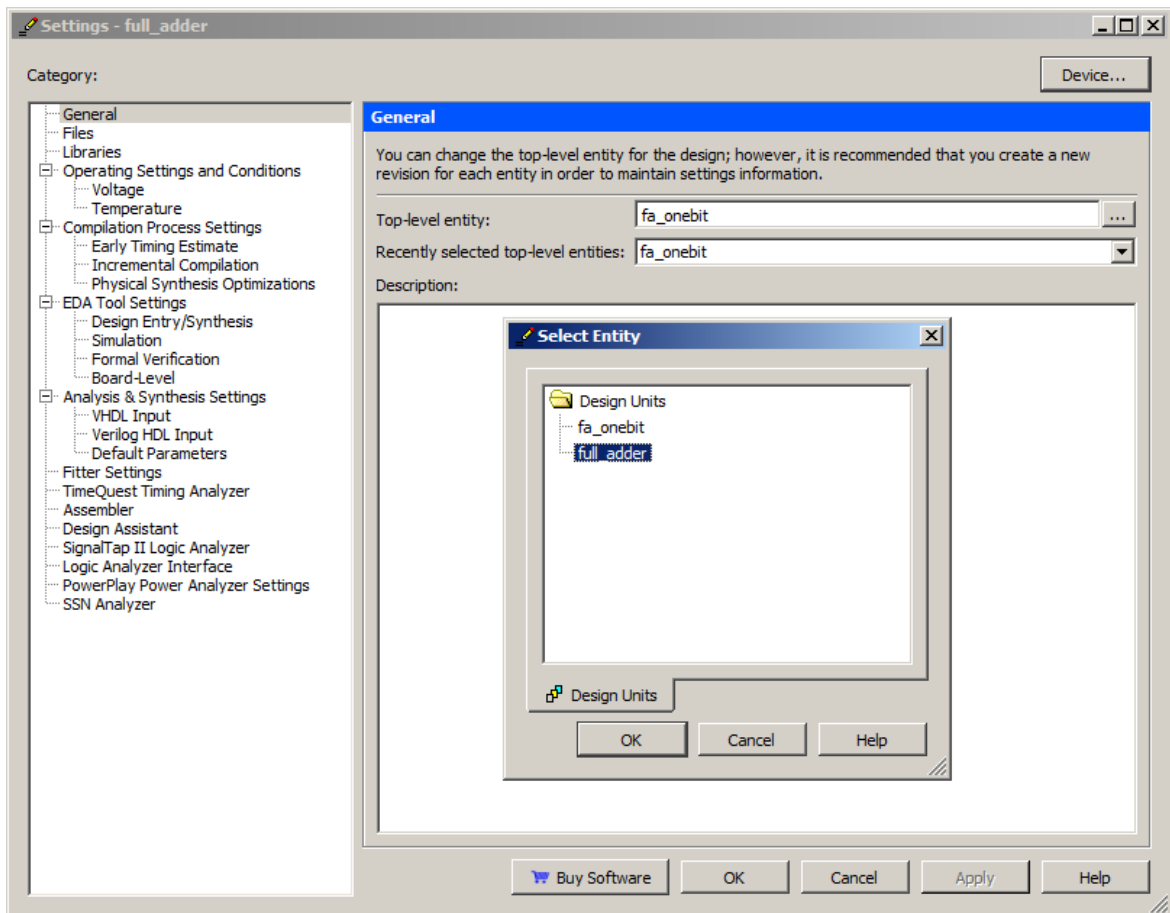 Settings - full_adder
Category:
Device...
General
Files
Libraries
Operating Settings and Conditions
Voltage
Temperature
Compilation Process Settings
Early Timing Estimate
Incremental Compilation
Physical Synthesis Optimizations
EDA Tool Settings
Design Entry/Synthesis
Simulation
Formal Verification
Board-Level
Analysis & Synthesis Settings
VHDL Input
Verilog HDL Input
Default Parameters
Fitter Settings
TimeQuest Timing Analyzer
Assembler
Design Assistant
SignalTap II Logic Analyzer
Logic Analyzer Interface
PowerPlay Power Analyzer Settings
SSN Analyzer
General
You can change the top-level entity for the design; however, it is recommended that you create a new
revision for each entity in order to maintain settings information.
Top-level entity: fa_onebit ...
Recently selected top-level entities: fa_onebit
Description:
Select Entity
Design Units
fa_onebit
full_adder
Design Units
OK Cancel Help
Buy Software OK Cancel Apply Help